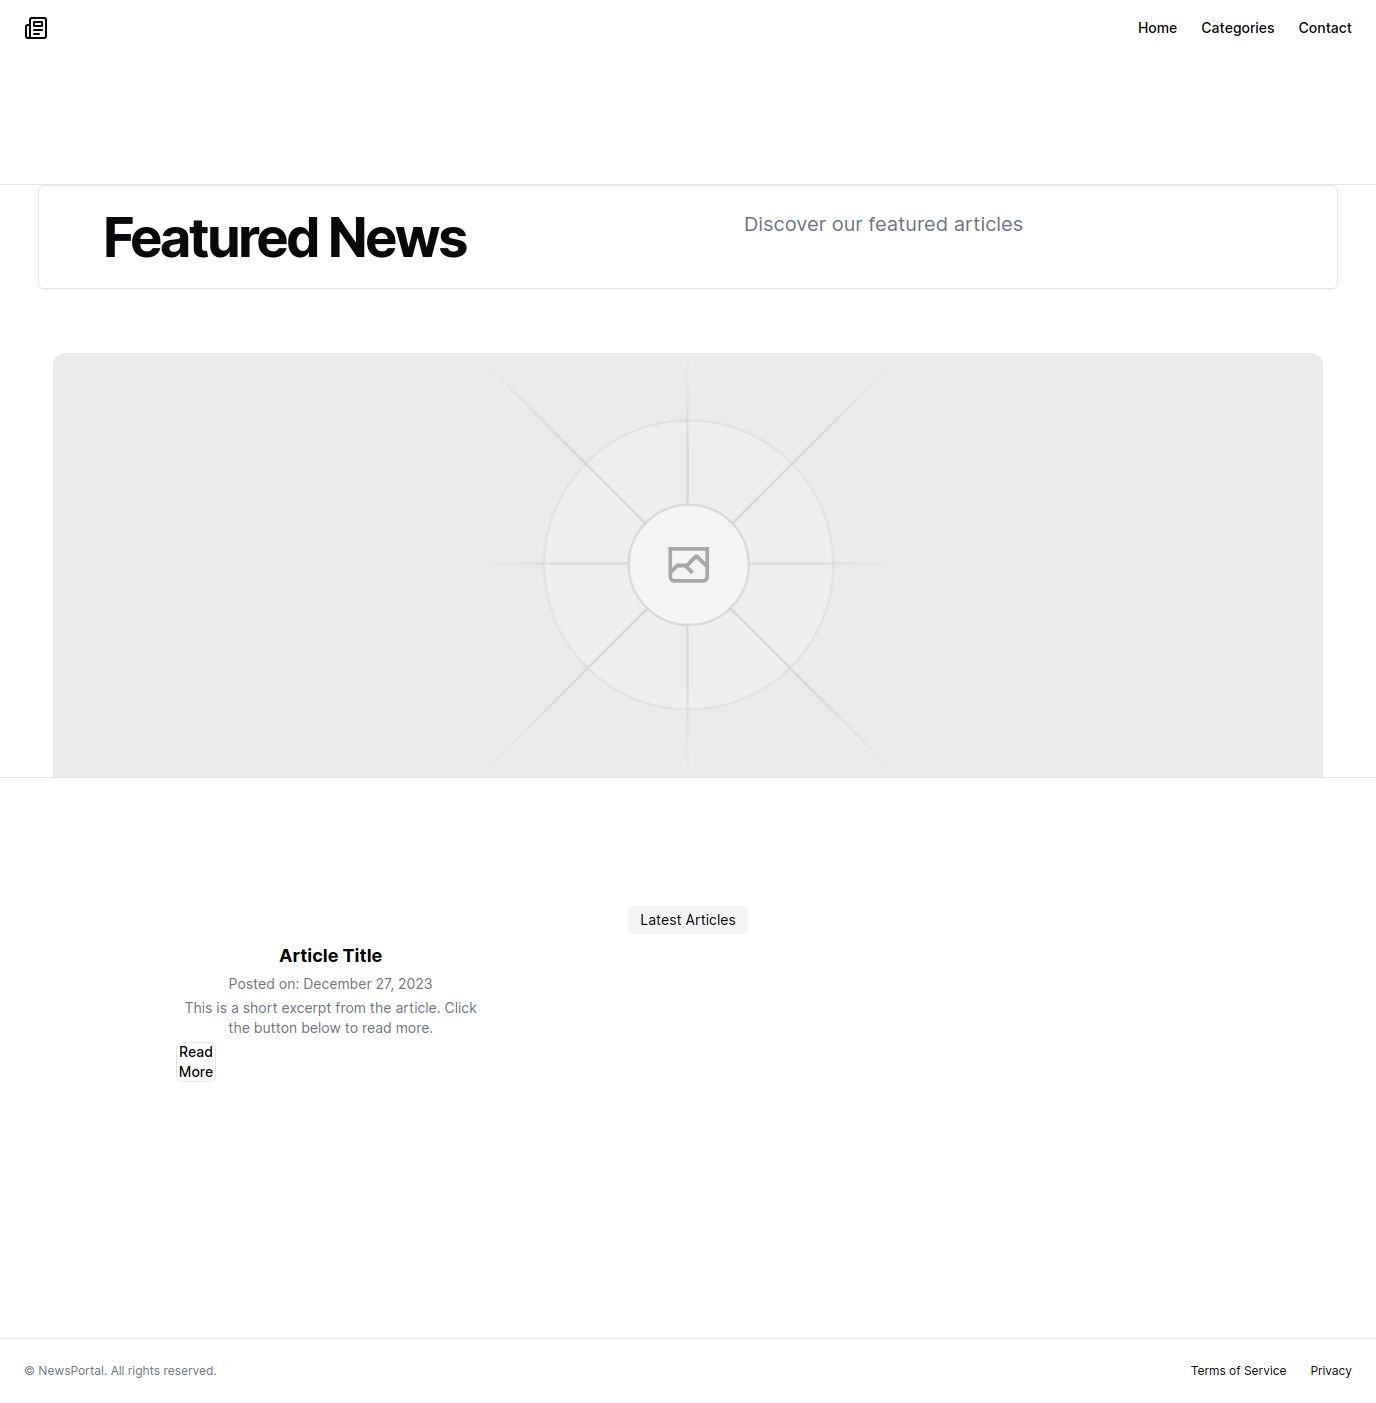 Home Categories Contact
Featured News
Discover our featured articles
Latest Articles
Article Title
Posted on: December 27, 2023
This is a short excerpt from the article. Click
the button below to read more.
Read
More
© NewsPortal. All rights reserved.
Terms of Service Privacy